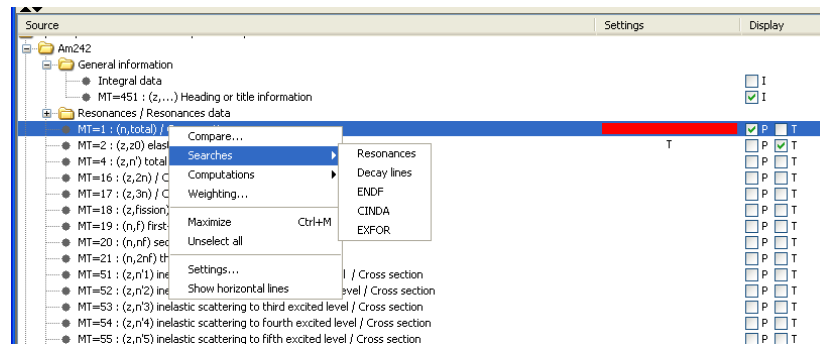 Source Settings Display
Am242
General information
Integral data I
MT=451 : (z,...) Heading or title information I
Resonances / Resonances data
MT=1 : (n,total) / P T
MT=2 : (z,z0) elas T P T
MT=4 : (z,n') total P T
MT=16 : (z,2n) / C P T
MT=17 : (z,3n) / C P T
MT=18 : (z,fission) P T
MT=19 : (n,f) first- P T
MT=20 : (n,nf) sec P T
MT=21 : (n,2nf) th P T
MT=51 : (z,n'1) ine l / Cross section P T
MT=52 : (z,n'2) ine evel / Cross section P T
MT=53 : (z,n'3) inelastic scattering to third excited level / Cross section P T
MT=54 : (z,n'4) inelastic scattering to fourth excited level / Cross section P T
MT=55 : (z,n'5) inelastic scattering to fifth excited level / Cross section P T
Compare...
Searches
Computations
Weighting...
Maximize Ctrl+M
Unselect all
Settings...
Show horizontal lines
Resonances
Decay lines
ENDF
CINDA
EXFOR